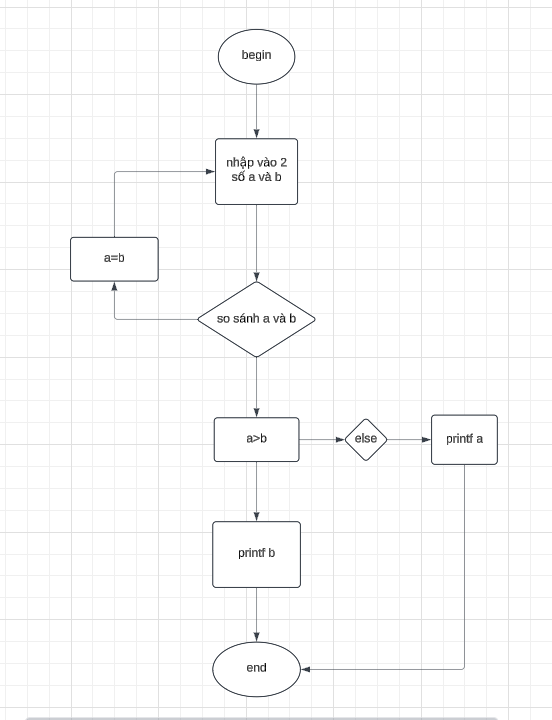 begin
nhập vào 2
số a và b
a=b
so sánh a và b
a>b
else
printf a
printf b
end